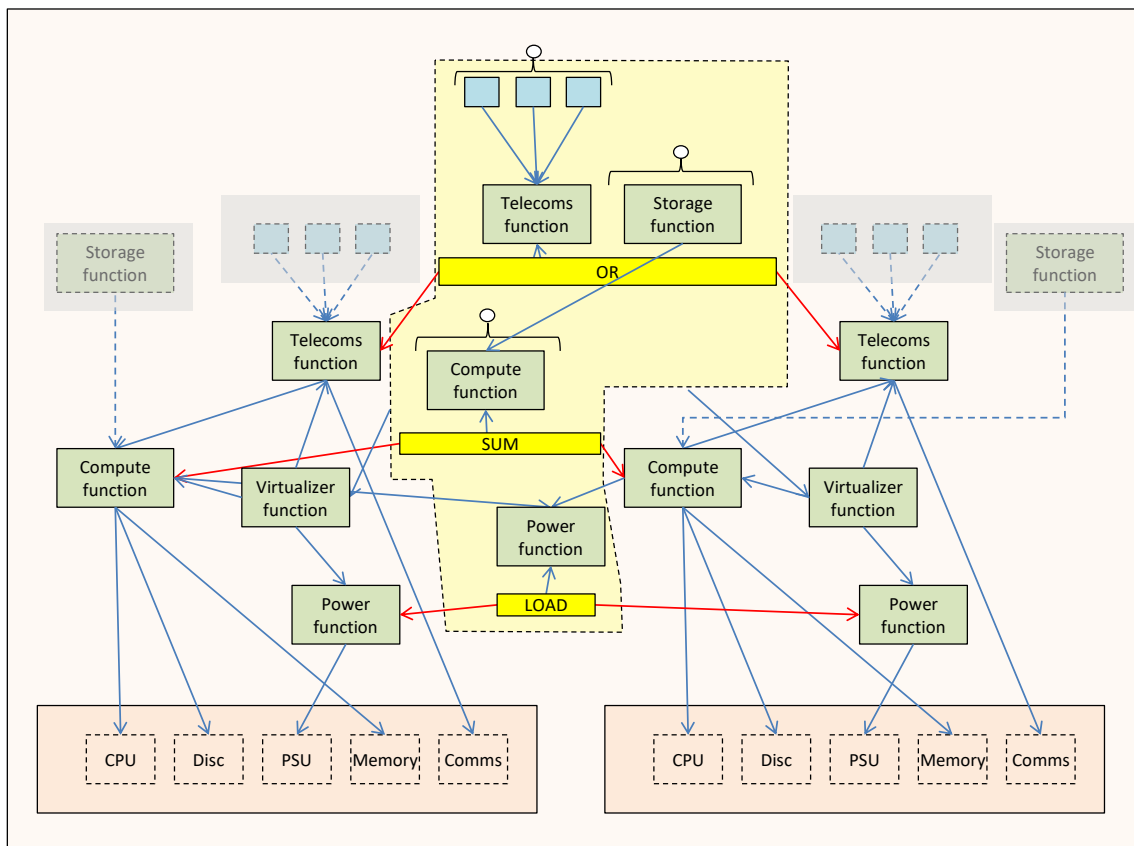 Telecoms
function
Storage
function
Storage
function
Storage
function
OR
Telecoms
function
Telecoms
function
Compute
function
SUM
Compute
function
Virtualizer
function
Compute
function
Virtualizer
function
Power
function
Power
function
LOAD
Power
function
CPU
Disc
PSU
Memory
Comms
CPU
Disc
PSU
Memory
Comms